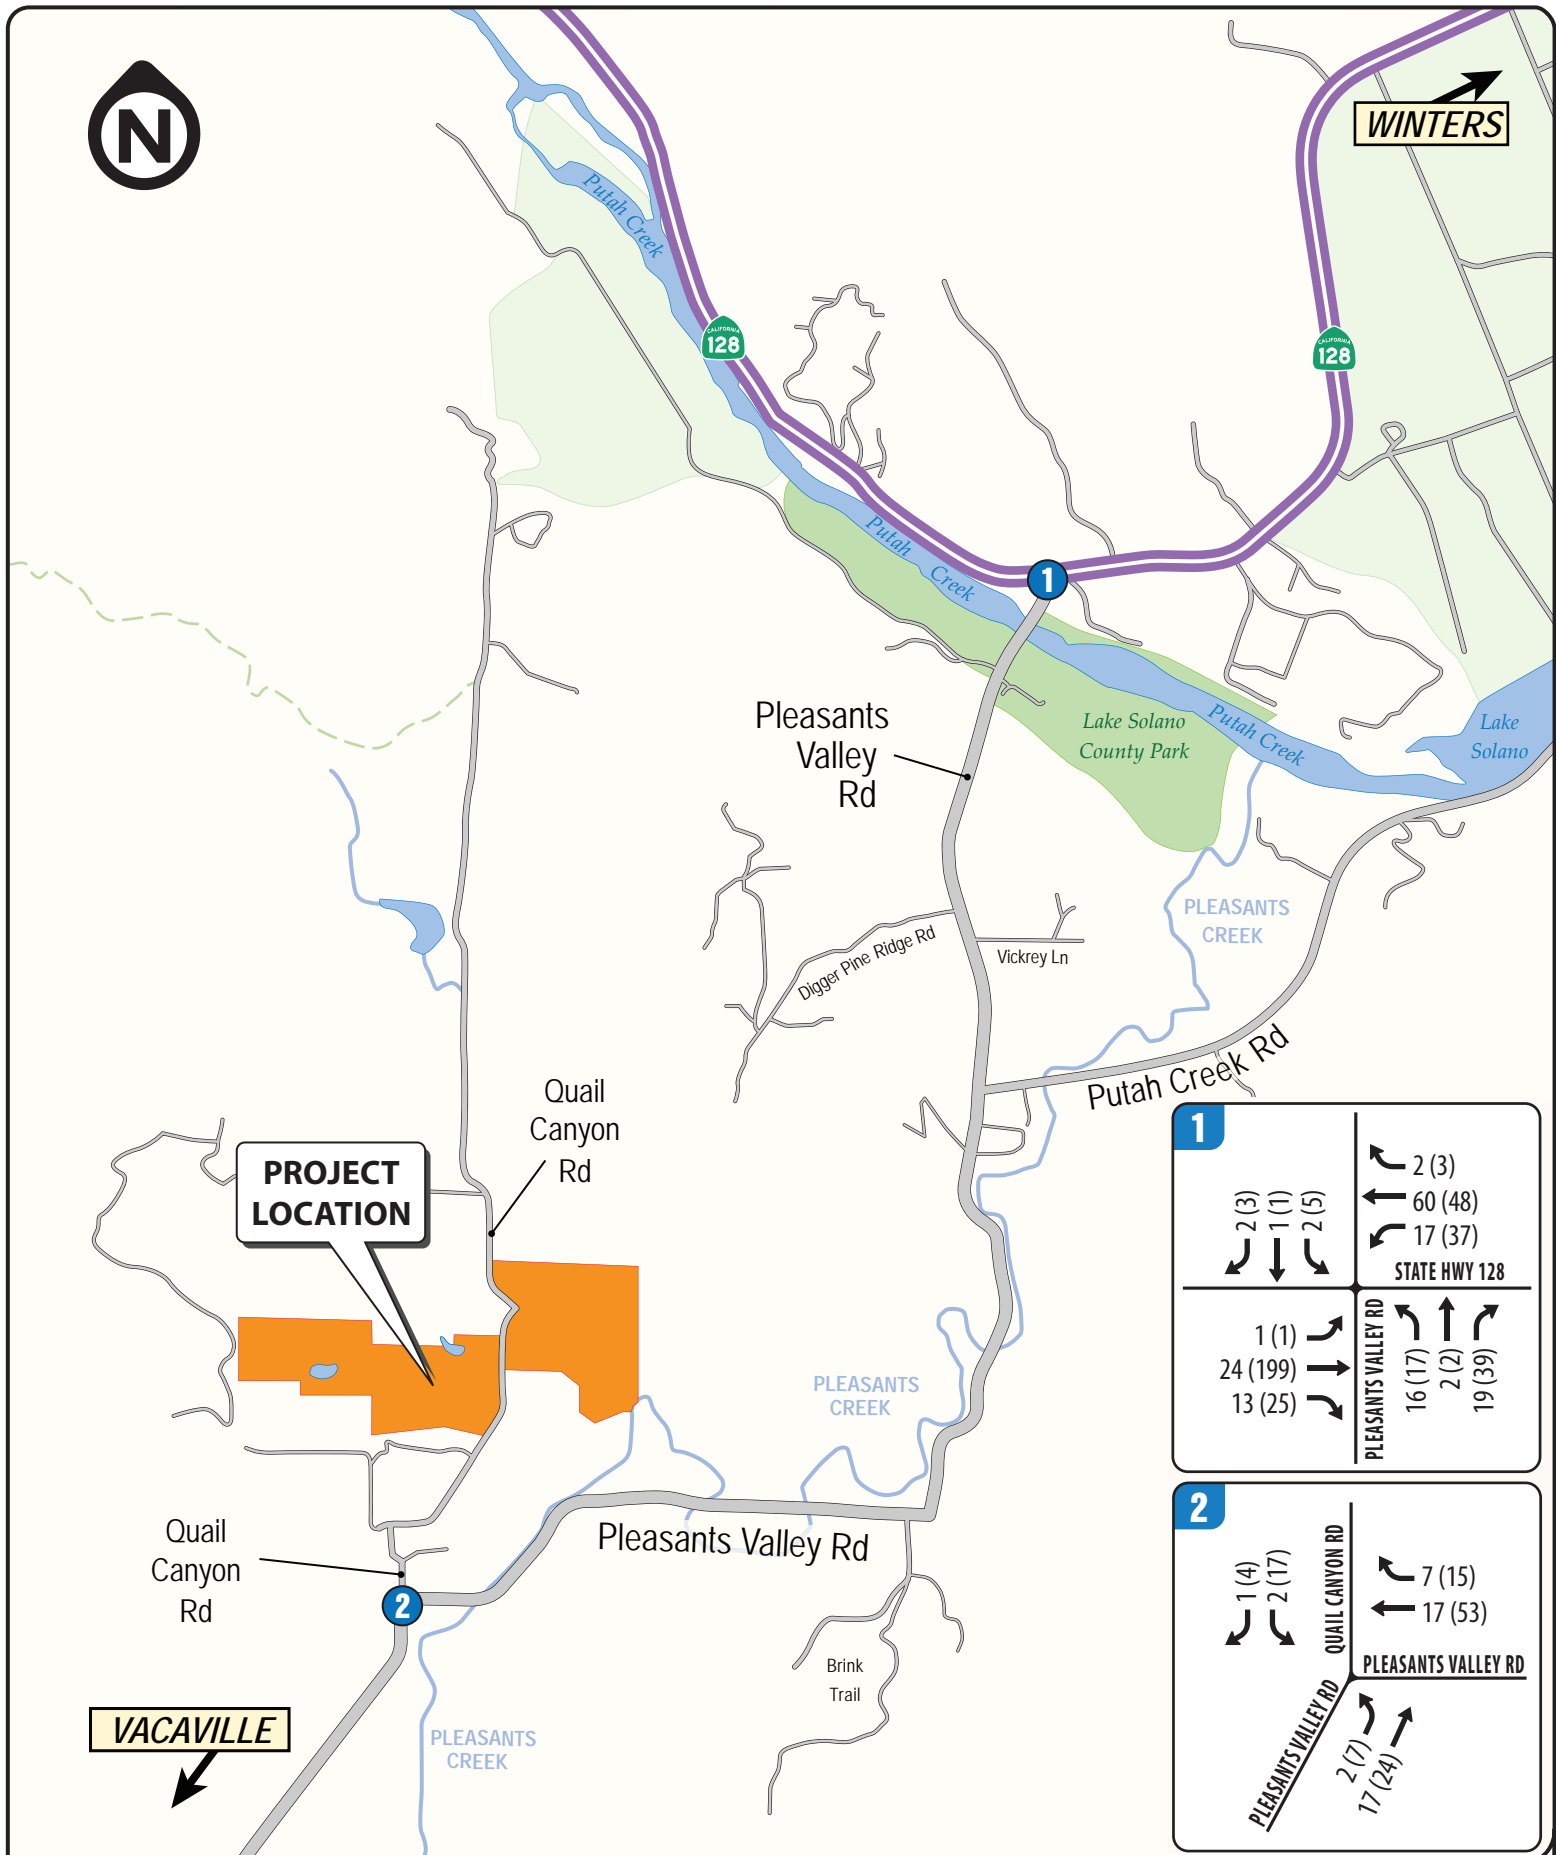 N
WINTERS
Putah Creek
CALIFORNIA
128
CALIFORNIA
128
Putah
Creek
1
Pleasants
Valley
Rd
Lake Solano
County Park
Putah Creek
Lake
Solano
PLEASANTS
CREEK
Digger Pine Ridge Rd
Vickrey Ln
Putah Creek Rd
Quail
Canyon
Rd
PROJECT
LOCATION
PLEASANTS
CREEK
Quail
Canyon
Rd
Pleasants Valley Rd
2
Brink
Trail
VACAVILLE
PLEASANTS
CREEK
1
2 (3)
1 (1)
2 (5)
2 (3)
60 (48)
17 (37)
STATE HWY 128
1 (1)
24 (199)
13 (25)
PLEASANTS VALLEY RD
16 (17)
2 (2)
19 (39)
2
1 (4)
2 (17)
QUAIL CANYON RD
7 (15)
17 (53)
PLEASANTS VALLEY RD
PLEASANTS VALLEY RD
2 (7)
17 (24)